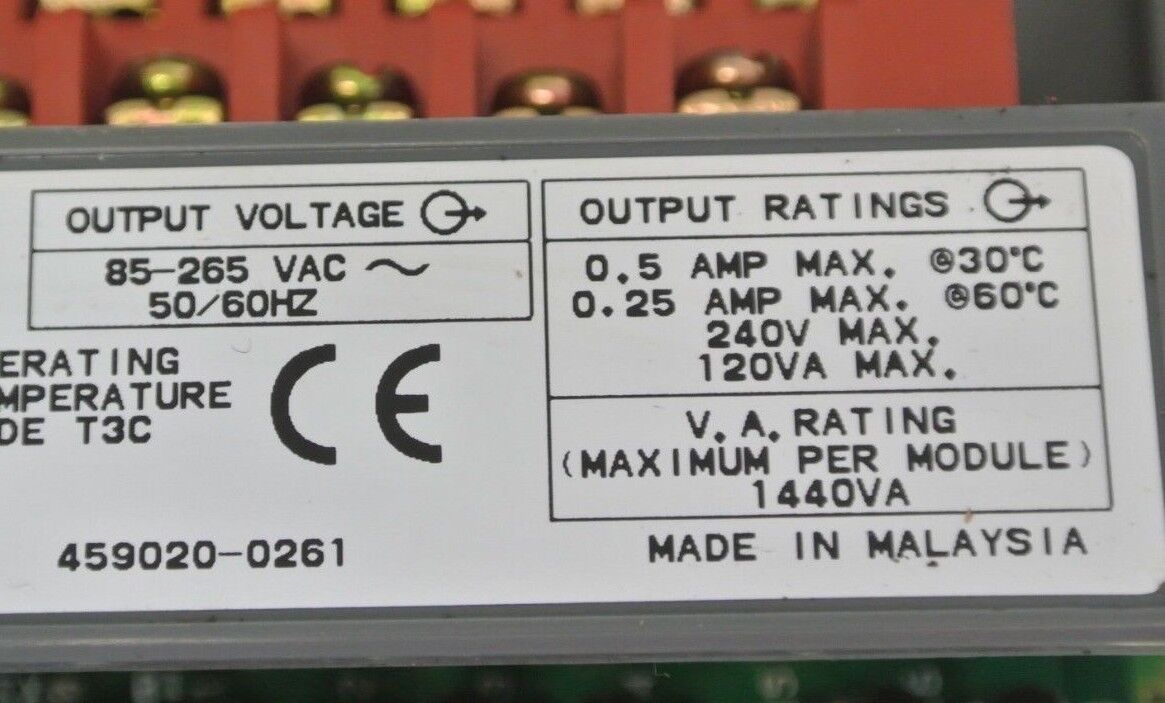 OUTPUT VOLTAGE
85-265 VAC ~
50/60HZ
OUTPUT RATINGS
0.5 AMP MAX. @30°C
0.25 AMP MAX. @60°C
240V MAX.
120VA MAX.
V.A.RATING
(MAXIMUM PER MODULE)
1440VA
ERATING
MPERATURE
DE T3C
CE
459020-0261
MADE IN MALAYSIA